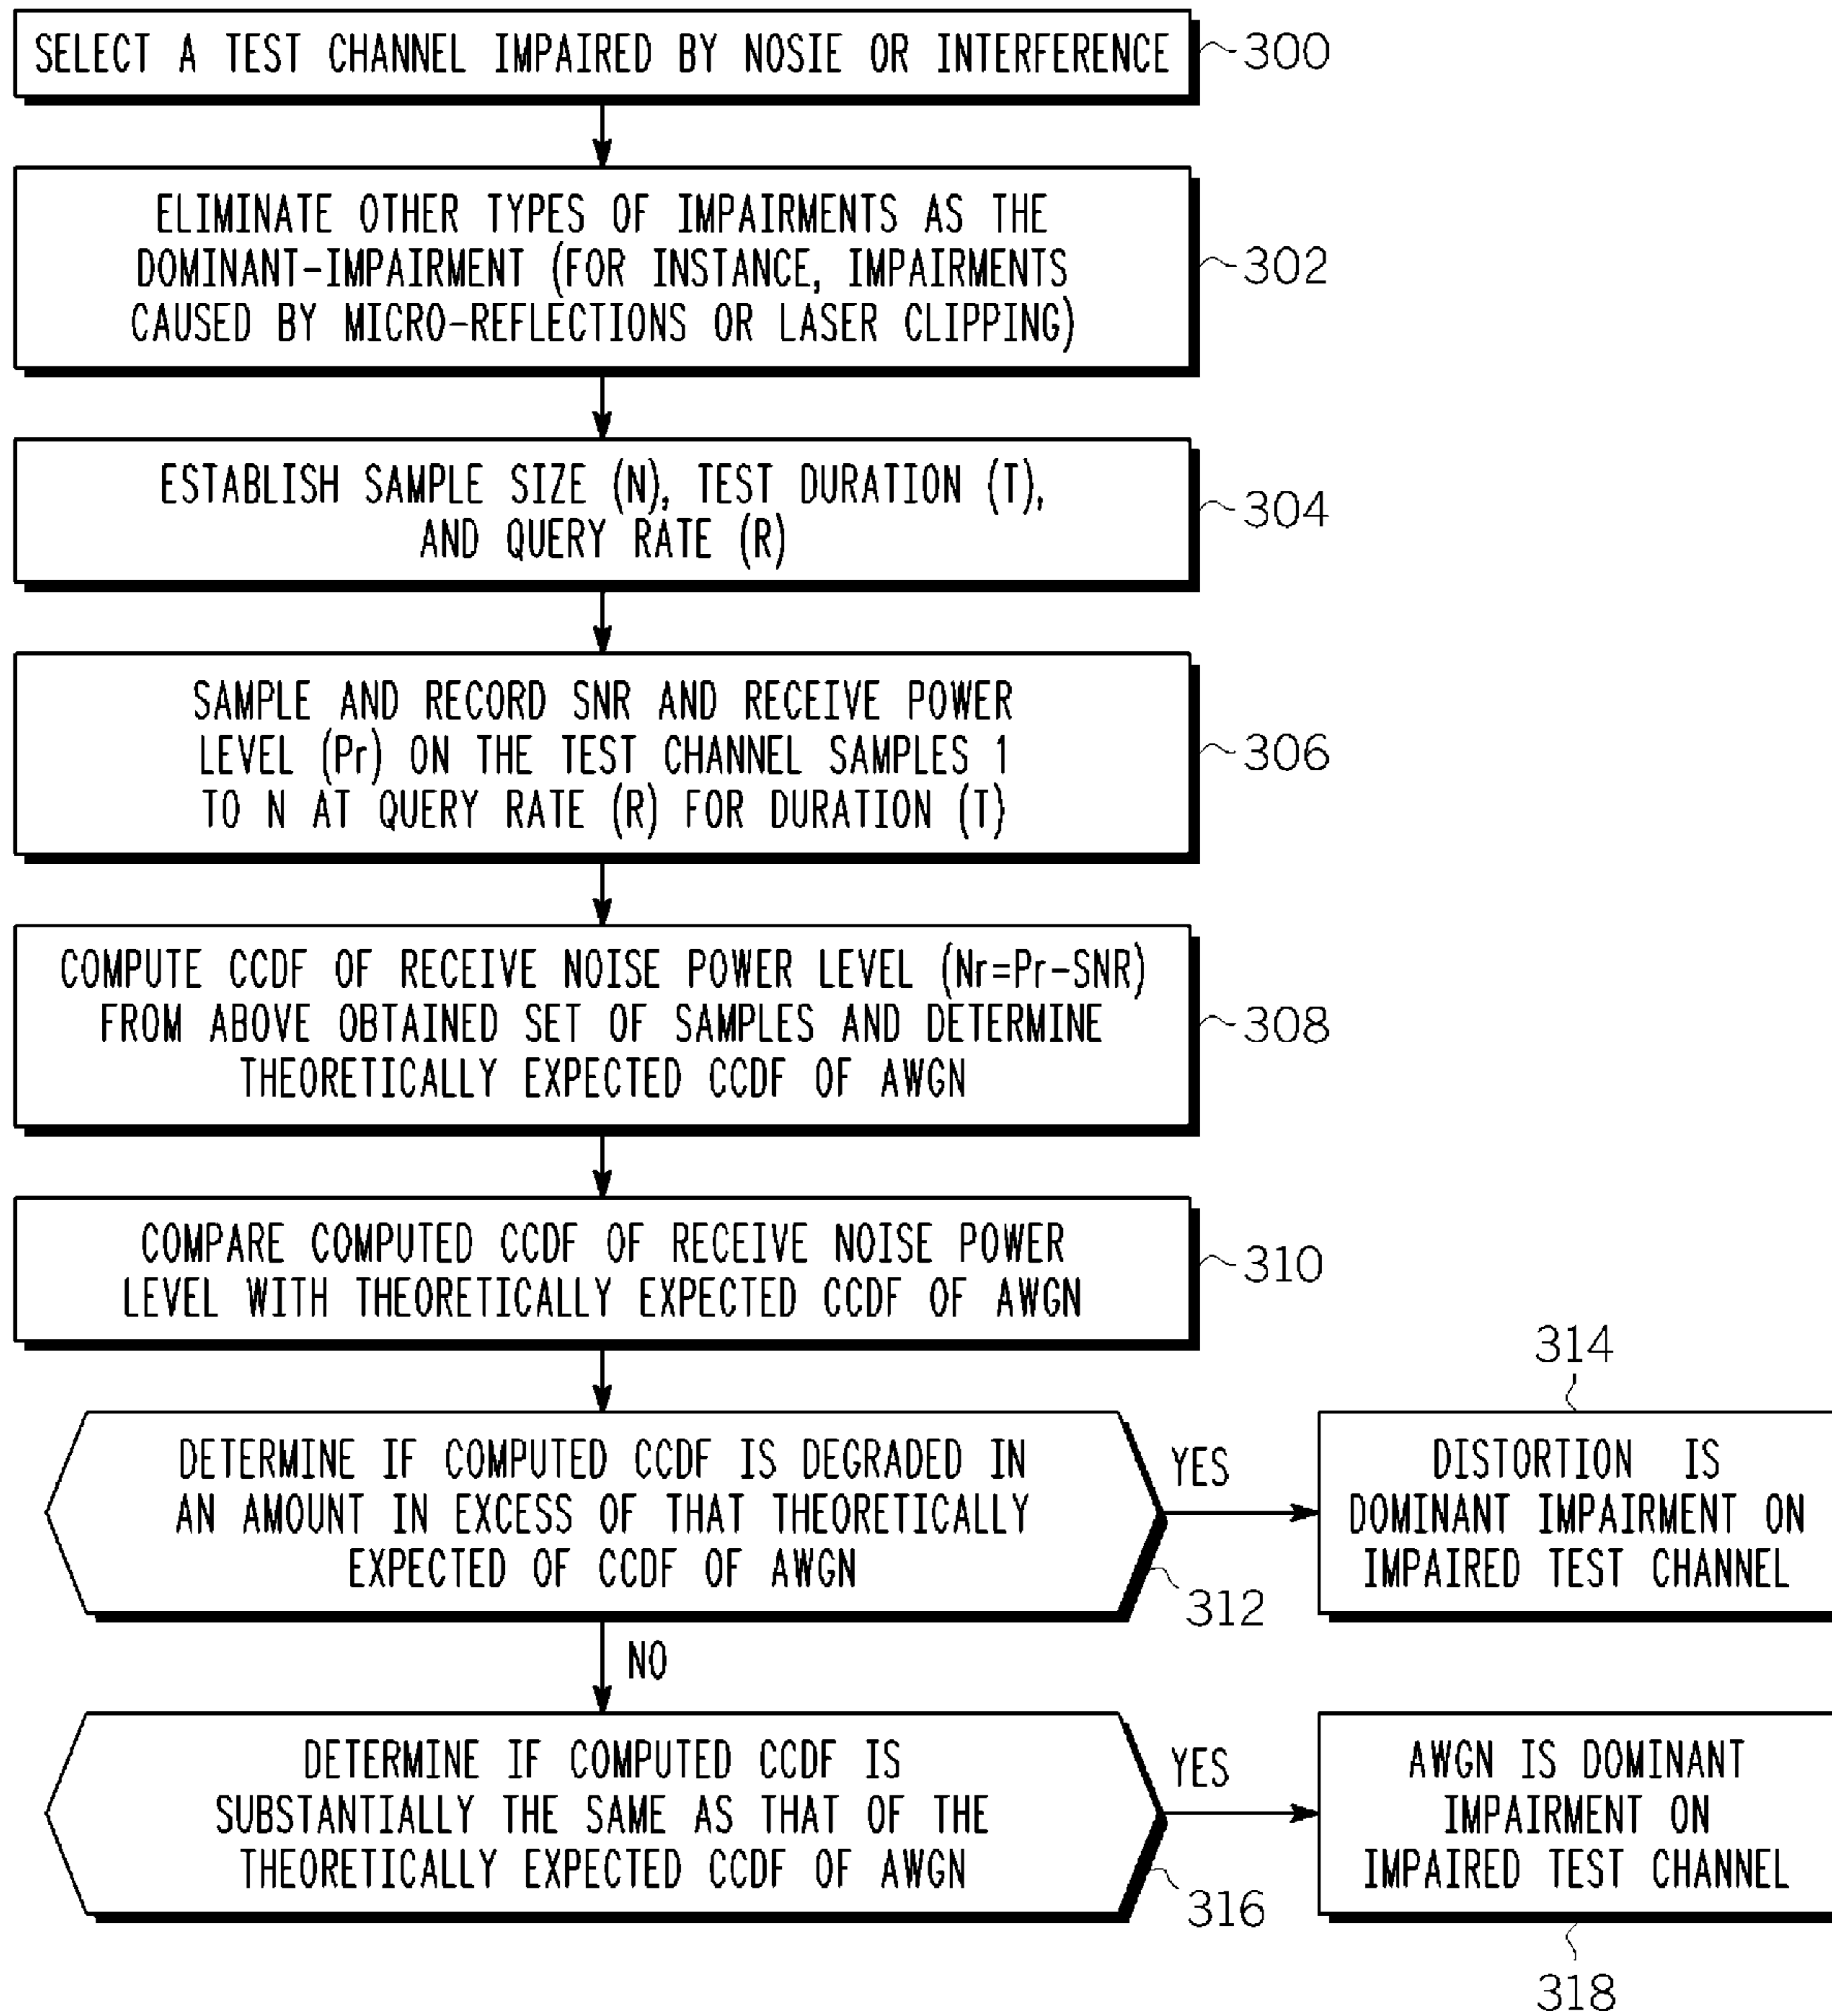 SELECT A TEST CHANNEL IMPAIRED BY NOSIE OR INTERFERENCE
300
ELIMINATE OTHER TYPES OF IMPAIRMENTS AS THE
DOMINANT-IMPAIRMENT (FOR INSTANCE, IMPAIRMENTS
CAUSED BY MICRO-REFLECTIONS OR LASER CLIPPING)
302
ESTABLISH SAMPLE SIZE (N), TEST DURATION (T),
AND QUERY RATE (R)
304
SAMPLE AND RECORD SNR AND RECEIVE POWER
LEVEL (Pr) ON THE TEST CHANNEL SAMPLES 1
TO N AT QUERY RATE (R) FOR DURATION (T)
306
COMPUTE CCDF OF RECEIVE NOISE POWER LEVEL (Nr=Pr-SNR)
FROM ABOVE OBTAINED SET OF SAMPLES AND DETERMINE
THEORETICALLY EXPECTED CCDF OF AWGN
308
COMPARE COMPUTED CCDF OF RECEIVE NOISE POWER
LEVEL WITH THEORETICALLY EXPECTED CCDF OF AWGN
310
DETERMINE IF COMPUTED CCDF IS DEGRADED IN
AN AMOUNT IN EXCESS OF THAT THEORETICALLY
EXPECTED OF CCDF OF AWGN
312
YES
314
DISTORTION IS
DOMINANT IMPAIRMENT ON
IMPAIRED TEST CHANNEL
NO
DETERMINE IF COMPUTED CCDF IS
SUBSTANTIALLY THE SAME AS THAT OF THE
THEORETICALLY EXPECTED CCDF OF AWGN
316
YES
AWGN IS DOMINANT
IMPAIRMENT ON
IMPAIRED TEST CHANNEL
318